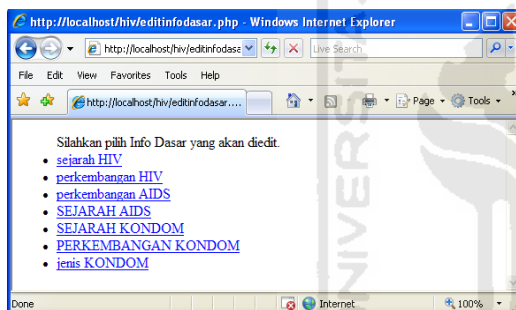 http://localhost/hiv/editinfodasar.php - Windows Internet Explorer
http://localhost/hiv/editinfodasa
Live Search
File Edit View Favorites Tools Help
http://localhost/hiv/editinfodasar....
Page Tools
Silahkan pilih Info Dasar yang akan diedit.
sejarah HIV
perkembangan HIV
perkembangan AIDS
SEJARAH AIDS
SEJARAH KONDOM
PERKEMBANGAN KONDOM
jenis KONDOM
Done Internet 100%